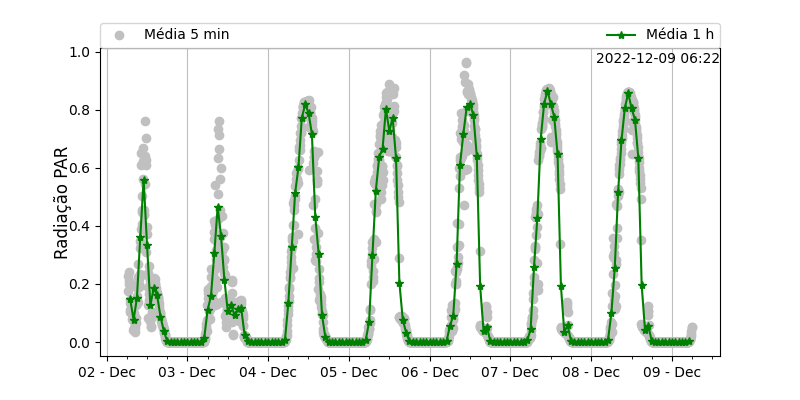 Média 5 min
Média 1 h
2022-12-09 06:22
Radiação PAR
1.0
0.8
0.6
0.4
0.2
0.0
02 - Dec
03 - Dec
04 - Dec
05 - Dec
06 - Dec
07 - Dec
08 - Dec
09 - Dec